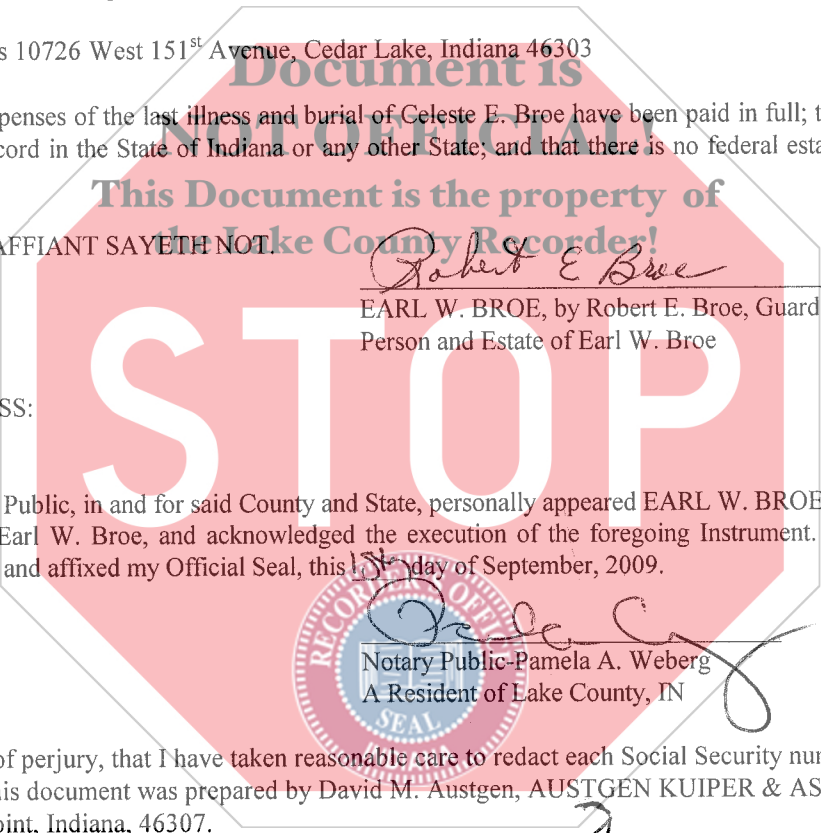 s 10726 West 151st Avenue, Cedar Lake, Indiana 46303
Document is
penses of the last illness and burial of Celeste E. Broe have been paid in full; t
NOT OFFICIAL!
cord in the State of Indiana or any other State; and that there is no federal esta
This Document is the property of
the Lake County Recorder!
AFFIANT SAYETH NOT.
Robert E Broe
EARL W. BROE, by Robert E. Broe, Guard
Person and Estate of Earl W. Broe
STOP
SS:
Public, in and for said County and State, personally appeared EARL W. BROE
Earl W. Broe, and acknowledged the execution of the foregoing Instrument.
and affixed my Official Seal, this day of September, 2009.
RECORDER'S OFFICE
SEAL
Notary Public-Pamela A. Weberg
A Resident of Lake County, IN
of perjury, that I have taken reasonable care to redact each Social Security nu
is document was prepared by David M. Austgen, AUSTGEN KUIPER & AS
oint, Indiana, 46307.